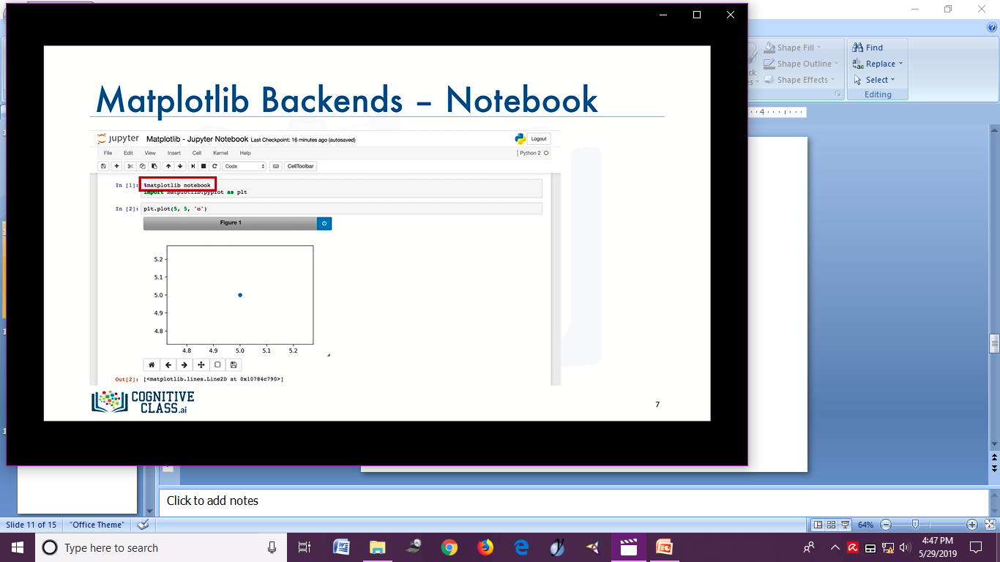 Shape Fill
Find
Shape Outline
Replace
Shape Effects
Select
Editing
4
Matplotlib Backends – Notebook
jupyter Matplotlib - Jupyter Notebook Last Checkpoint: 16 minutes ago (autosaved)
Logout
File Edit View Insert Cell Kernel Help
Python 2
Code
CellToolbar
In [1]: %matplotlib notebook
import matplotlib.pyplot as plt
In [2]: plt.plot(5, 5, 'o')
Figure 1
5.2
5.1
5.0
4.9
4.8
4.8 4.9 5.0 5.1 5.2
Out[2]: [<matplotlib.lines.Line2D at 0x10784c790>]
COGNITIVE
CLASS.ai
7
Click to add notes
Slide 11 of 15 "Office Theme"
64%
Type here to search
4:47 PM
5/29/2019